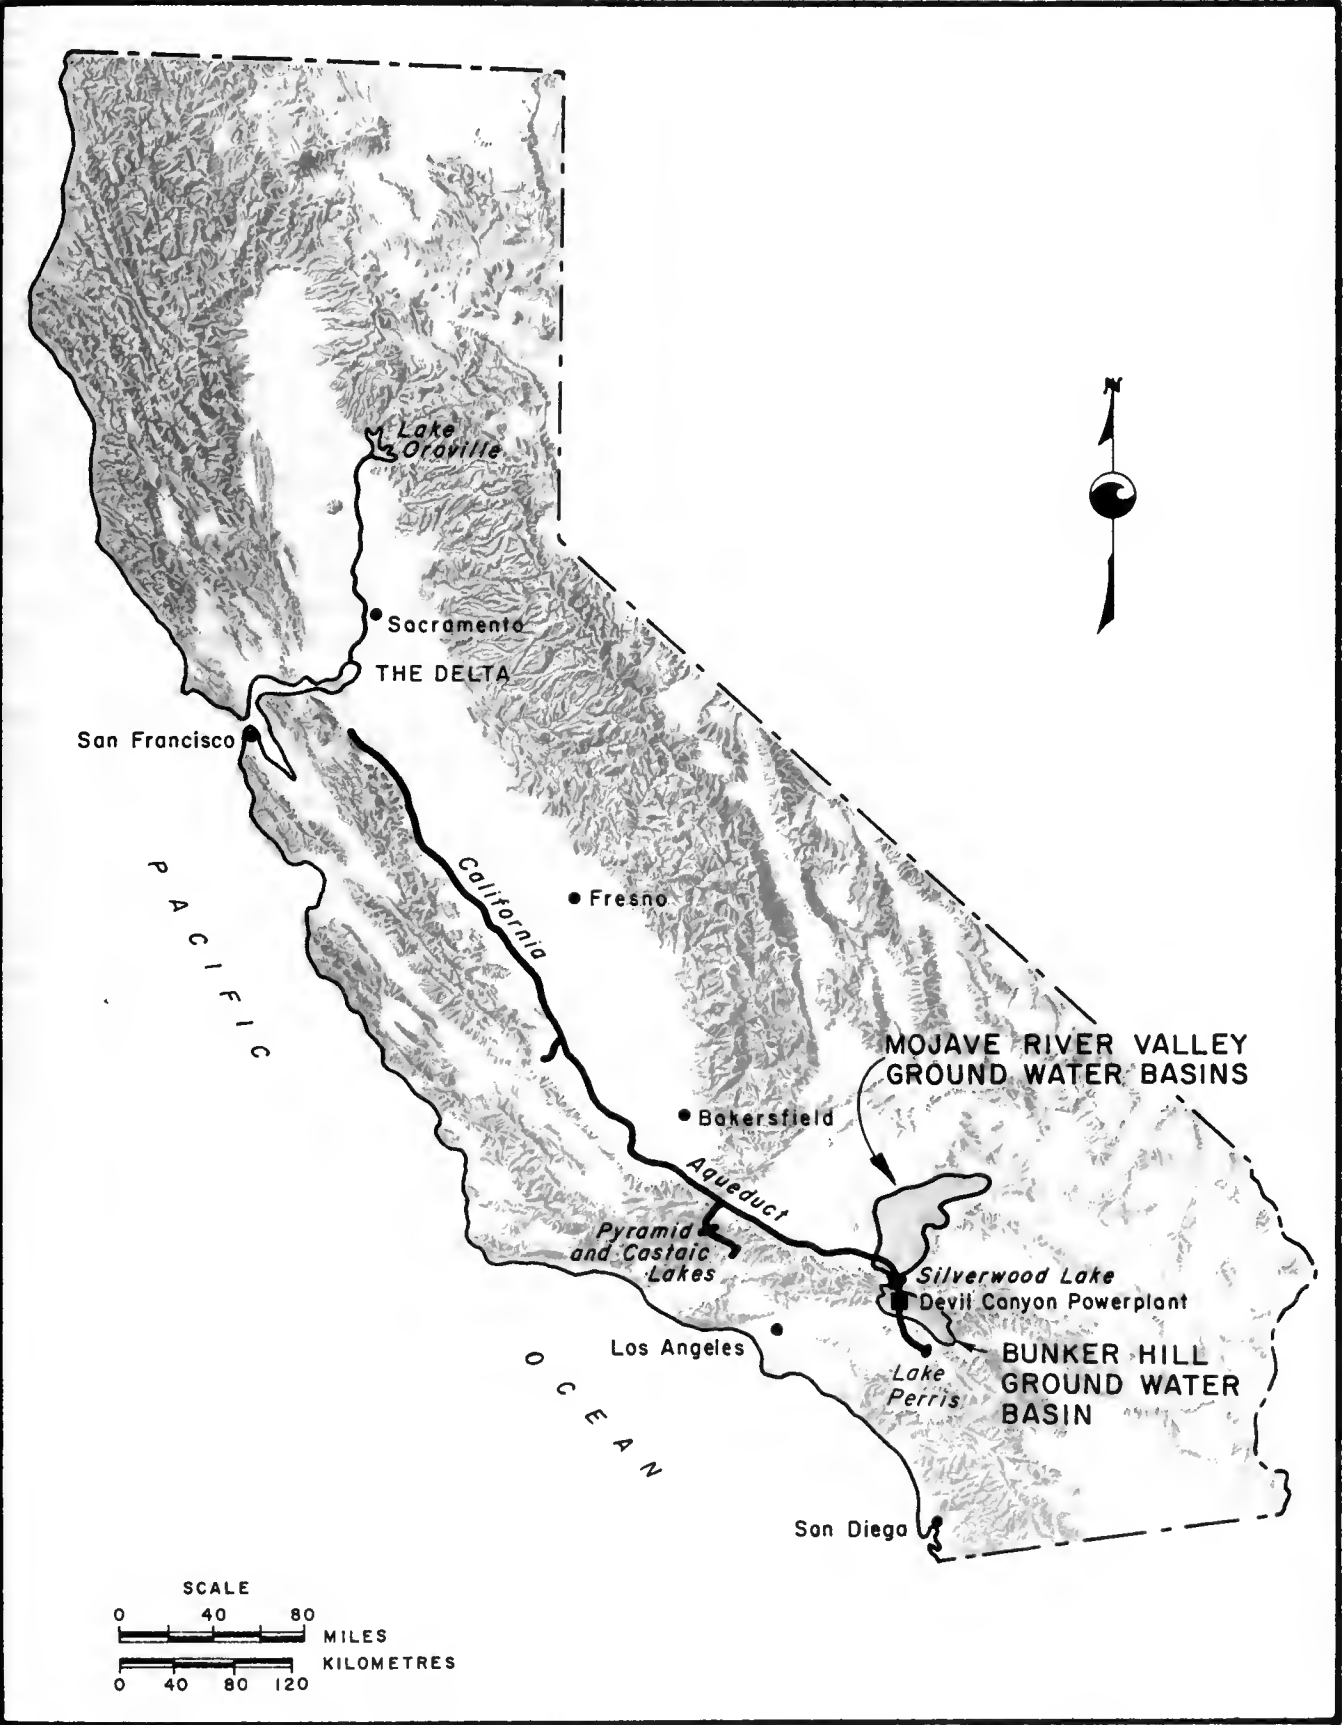 N
Lake
Oroville
Sacramento
THE DELTA
San Francisco
California
Fresno
PACIFIC
MOJAVE RIVER VALLEY
GROUND WATER BASINS
Bakersfield
Aqueduct
Pyramid
and Castaic
Lakes
Silverwood Lake
Devil Canyon Powerplant
Los Angeles
BUNKER HILL
GROUND WATER
BASIN
Lake
Perris
OCEAN
San Diego
SCALE
0 40 80
MILES
KILOMETRES
0 40 80 120